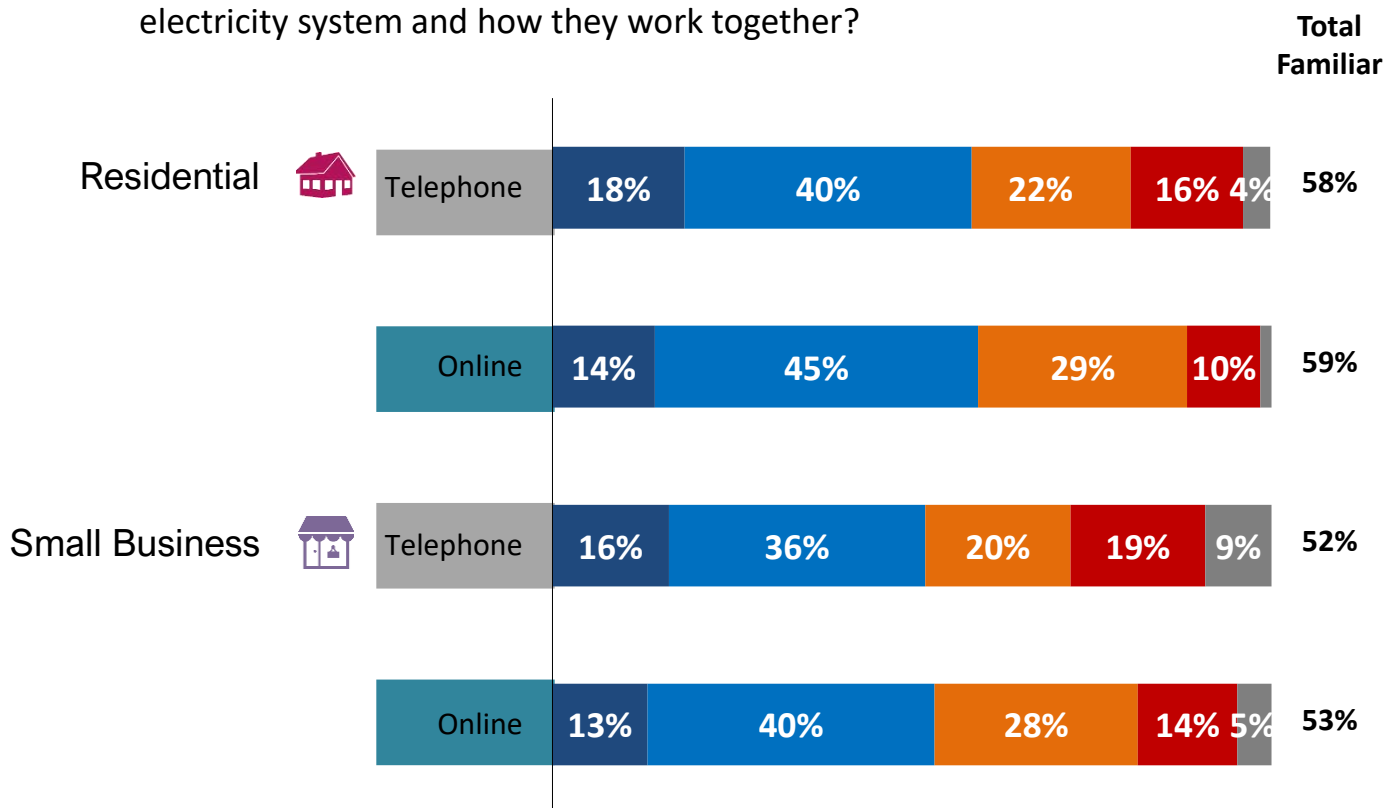 electricity system and how they work together?
Total
Familiar
Residential Telephone 18% 40% 22% 16% 4% 58%
Online 14% 45% 29% 10% 59%
Small Business Telephone 16% 36% 20% 19% 9% 52%
Online 13% 40% 28% 14% 5% 53%